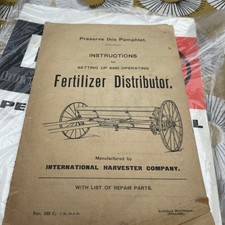 Preserve this Pamphlet
INSTRUCTIONS
FOR
SETTING UP AND OPERATING
Fertilizer Distributor.
Manufactured by
INTERNATIONAL HARVESTER COMPANY.
WITH LIST OF REPAIR PARTS.
PE